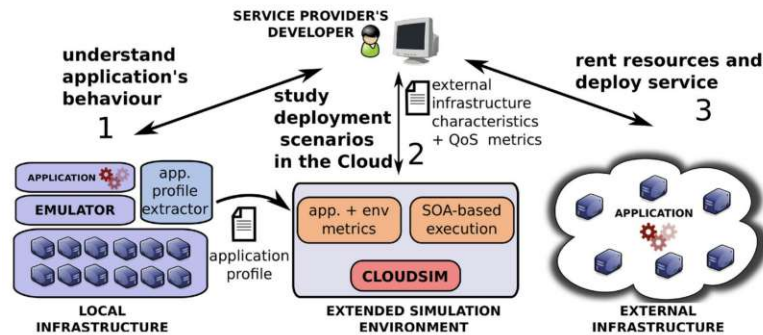 SERVICE PROVIDER'S
DEVELOPER
understand
application's
behaviour
1
study
deployment
scenarios
in the Cloud
2
external
infrastructure
characteristics
+ QoS metrics
rent resources and
deploy service
3
APPLICATION
EMULATOR
app.
profile
extractor
application
profile
app. + env
metrics
SOA-based
execution
CLOUDSIM
APPLICATION
LOCAL
INFRASTRUCTURE
EXTENDED SIMULATION
ENVIRONMENT
EXTERNAL
INFRASTRUCTURE